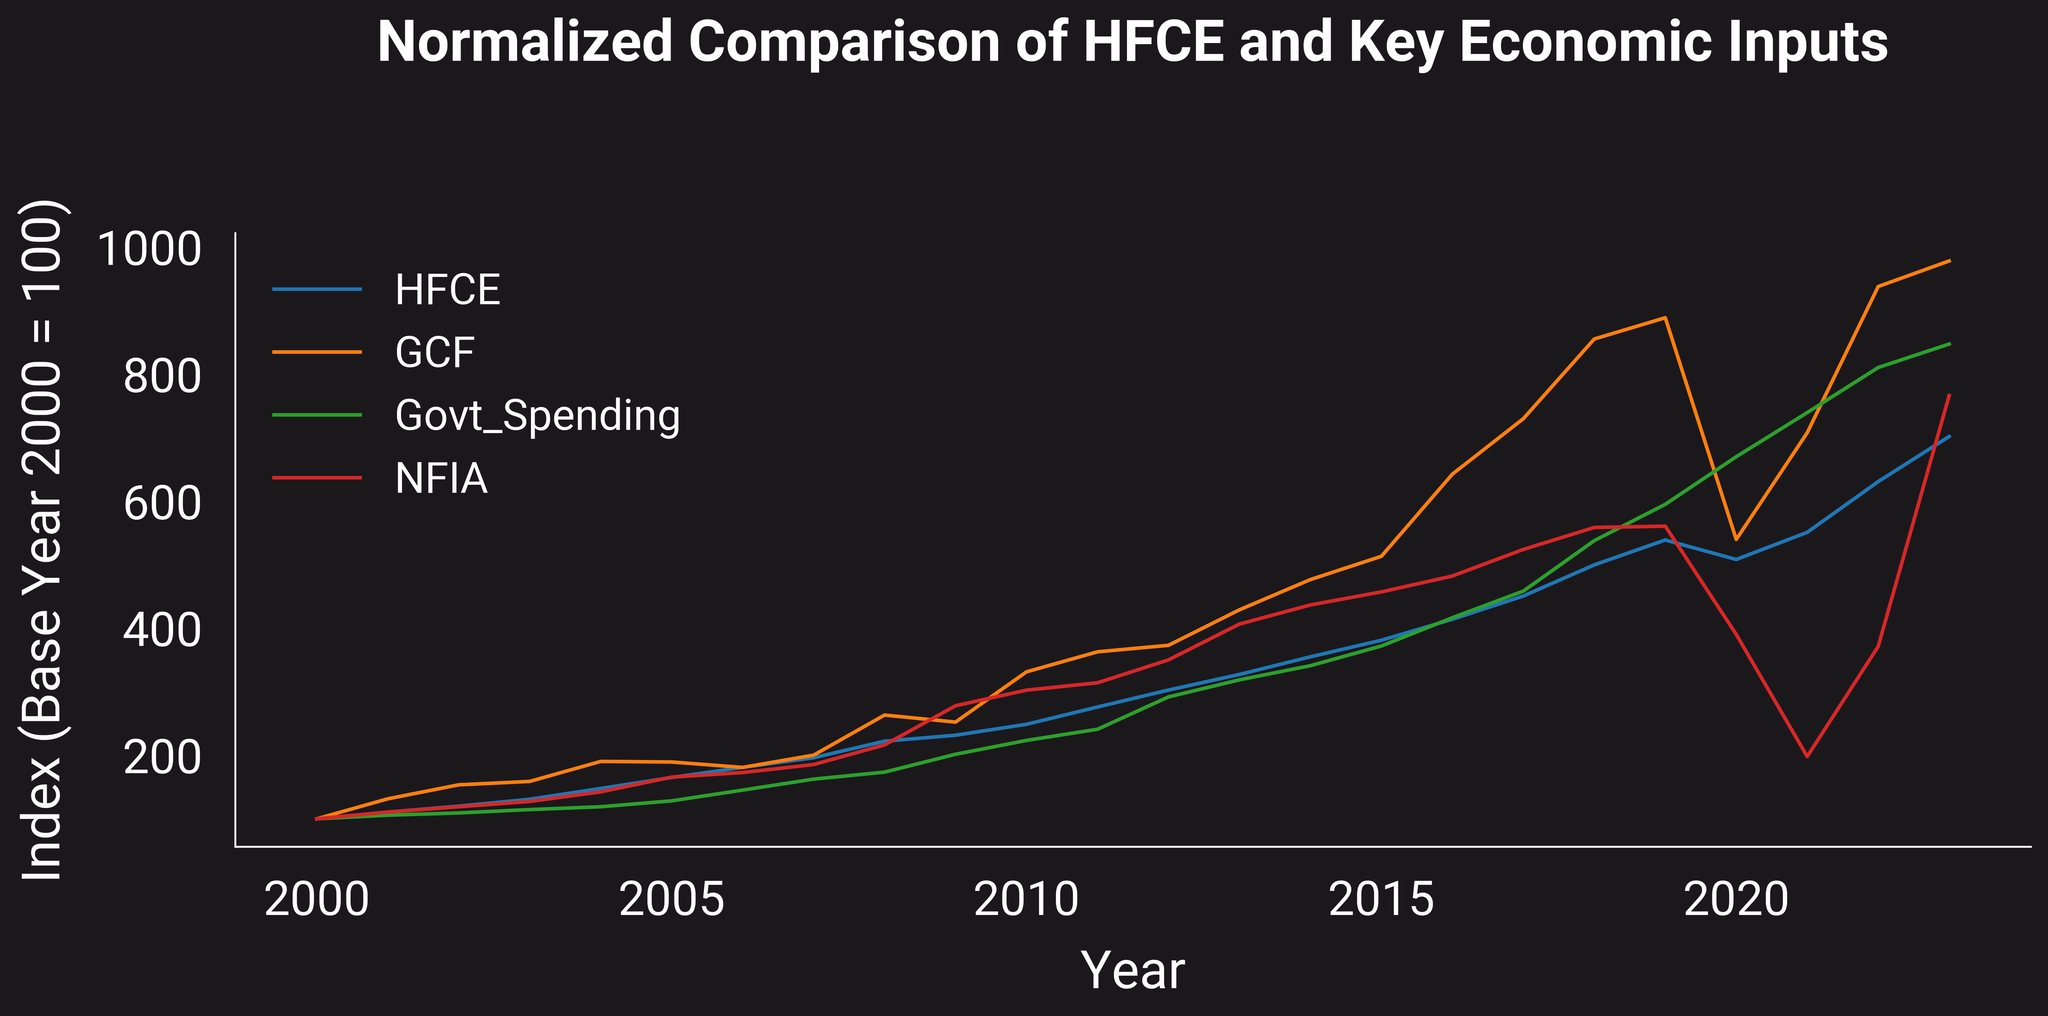 Normalized Comparison of HFCE and Key Economic Inputs
Index (Base Year 2000 = 100)
1000
800
600
400
200
HFCE
GCF
Govt_Spending
NFIA
2000 2005 2010 2015 2020
Year